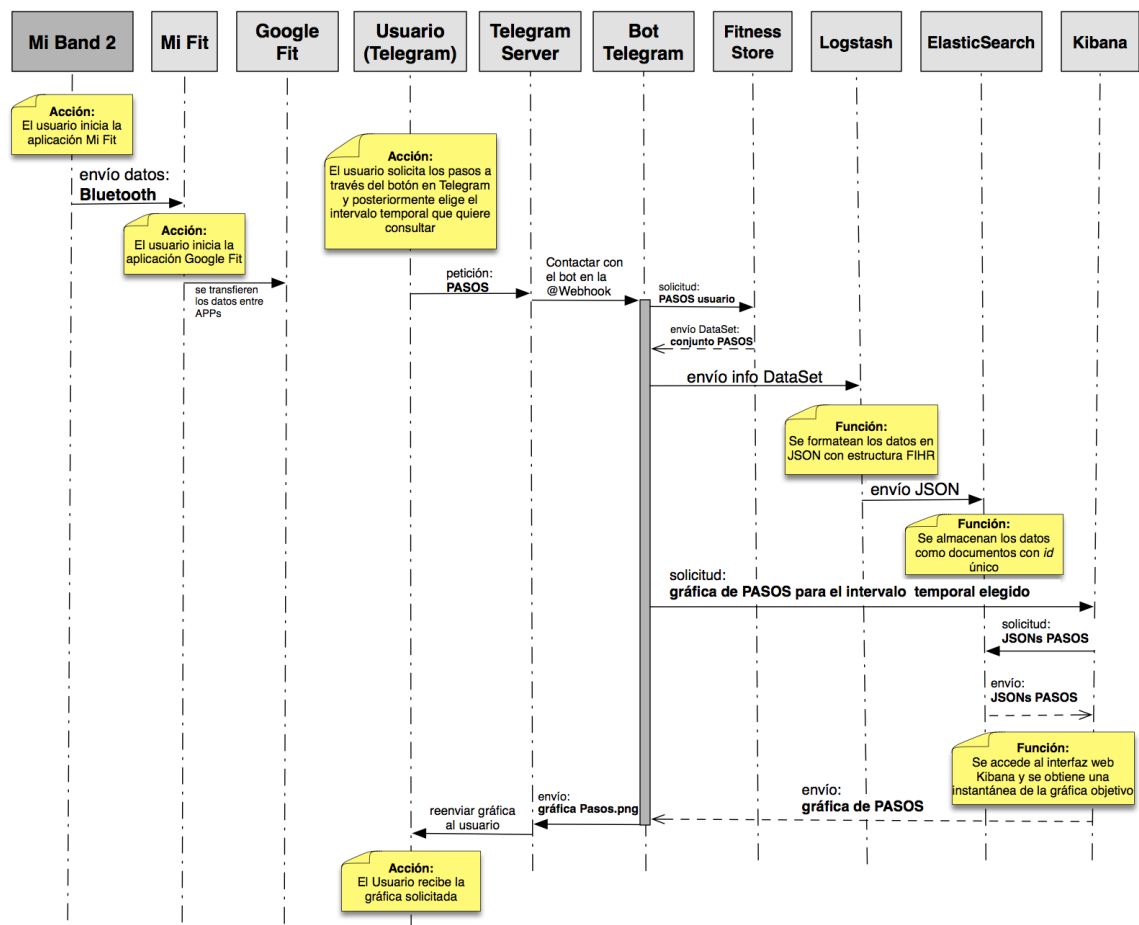 Mi Band 2
Mi Fit
Google
Fit
Usuario
(Telegram)
Telegram
Server
Bot
Telegram
Fitness
Store
Logstash
ElasticSearch
Kibana
Acción:
El usuario inicia la
aplicación Mi Fit
envío datos:
Bluetooth
Acción:
El usuario inicia la
aplicación Google Fit
se transfieren
los datos entre
APPs
Acción:
El usuario solicita los pasos a
través del botón en Telegram
y posteriormente elige el
intervalo temporal que quiere
consultar
petición:
PASOS
Contactar con
el bot en la
@Webhook
solicitud:
PASOS usuario
envío DataSet:
conjunto PASOS
envío info DataSet
Función:
Se formatean los datos en
JSON con estructura FIHR
envío JSON
Función:
Se almacenan los datos
como documentos con id
único
solicitud:
gráfica de PASOS para el intervalo temporal elegido
solicitud:
JSONs PASOS
envío:
JSONs PASOS
Función:
Se accede al interfaz web
Kibana y se obtiene una
instantánea de la gráfica objetivo
envío:
gráfica de PASOS
envío:
gráfica Pasos.png
reenviar gráfica
al usuario
Acción:
El Usuario recibe la
gráfica solicitada